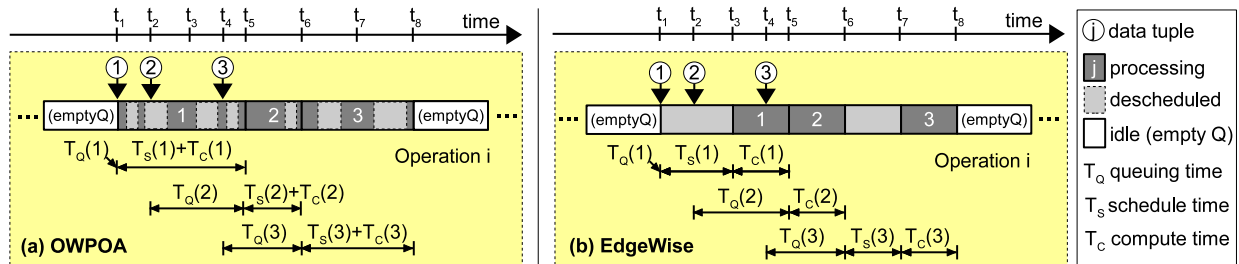 t1 t2 t3 t4 t5 t6 t7 t8 time
1 2 3
(emptyQ) 1 2 3 (emptyQ)
TQ(1) TS(1)+TC(1) Operation i
TQ(2) TS(2)+TC(2)
(a) OWPOA TQ(3) TS(3)+TC(3)
t1 t2 t3 t4 t5 t6 t7 t8 time
1 2 3
(emptyQ) 1 2 3 (emptyQ)
TQ(1) TS(1) TC(1) Operation i
TQ(2) TC(2)
(b) EdgeWise TQ(3) TS(3) TC(3)
j data tuple
j processing
descheduled
idle (empty Q)
TQ queuing time
TS schedule time
TC compute time